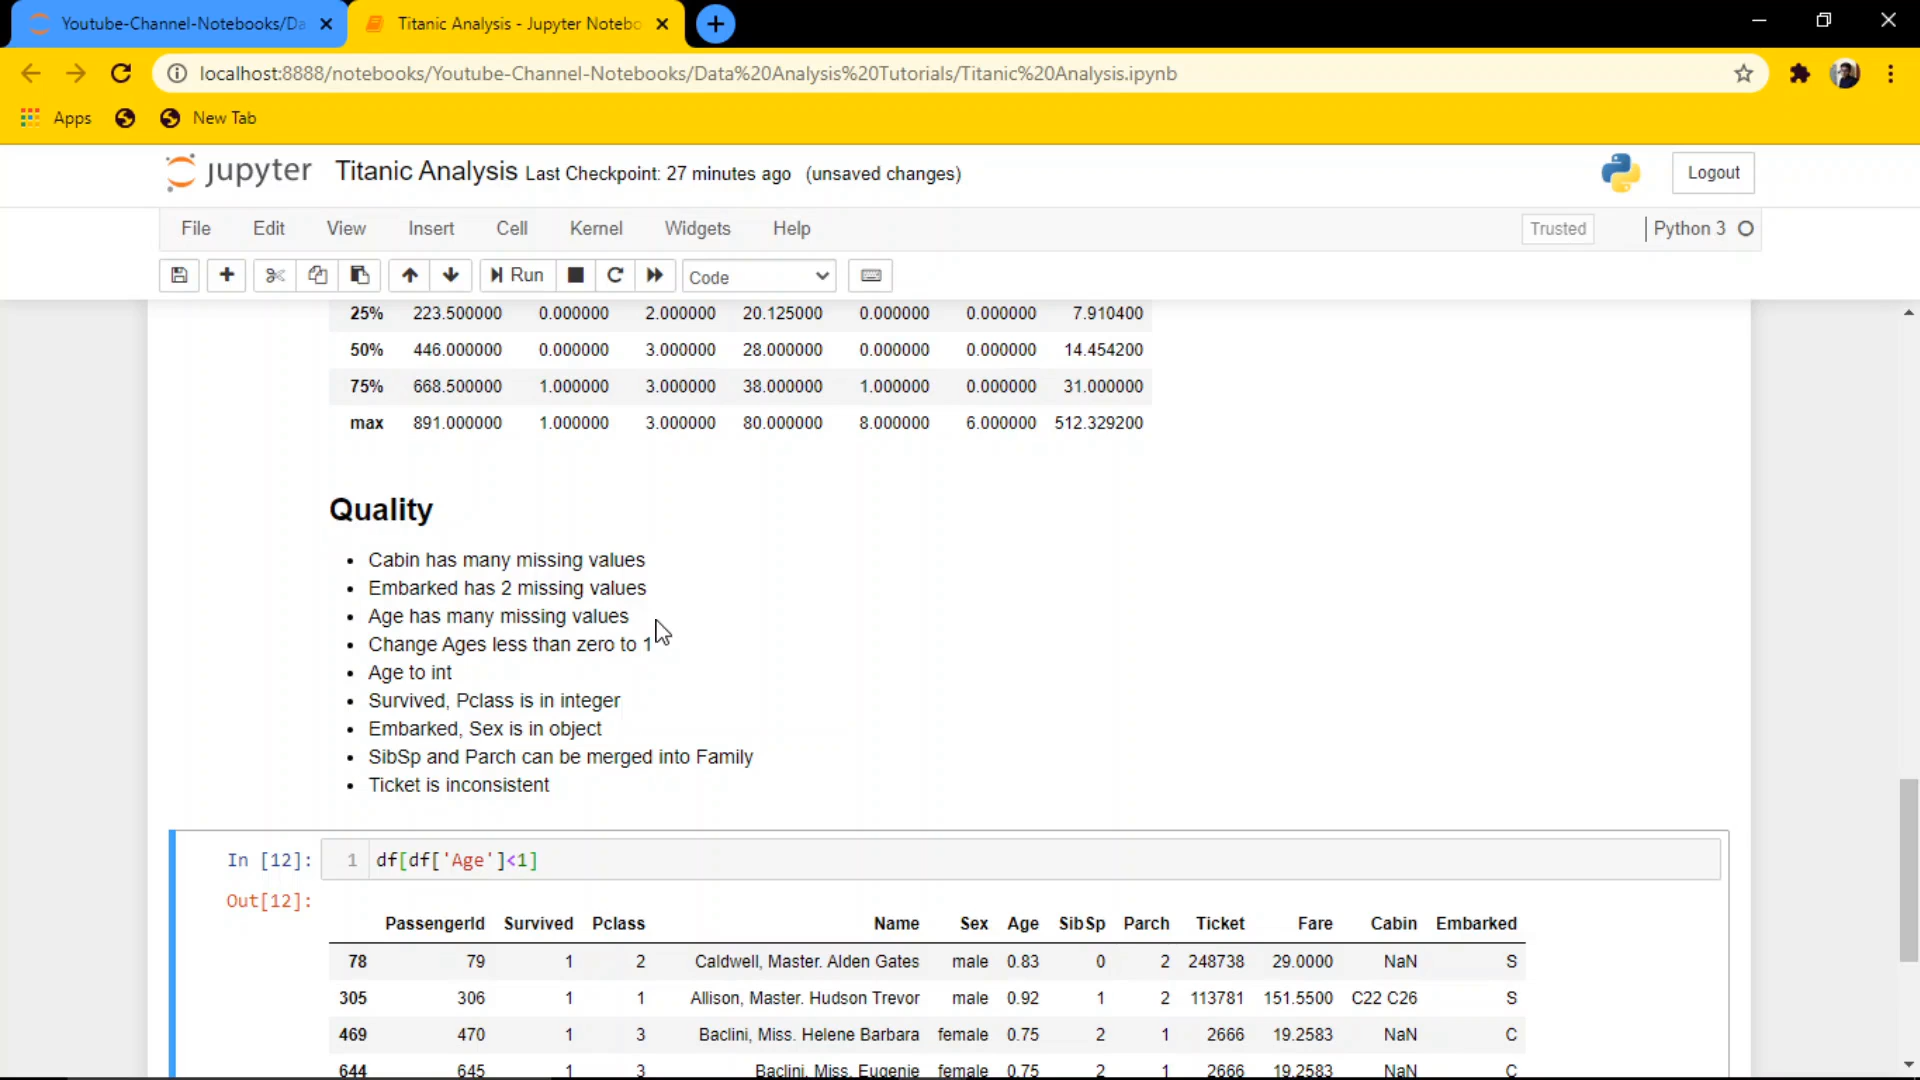 Youtube-Channel-Notebooks/Da
Titanic Analysis - Jupyter Notebo
localhost:8888/notebooks/Youtube-Channel-Notebooks/Data%20Analysis%20Tutorials/Titanic%20Analysis.ipynb
Apps New Tab
jupyter Titanic Analysis Last Checkpoint: 27 minutes ago (unsaved changes) Logout
File Edit View Insert Cell Kernel Widgets Help Trusted Python 3
Run Code
25% 223.500000 0.000000 2.000000 20.125000 0.000000 0.000000 7.910400
50% 446.000000 0.000000 3.000000 28.000000 0.000000 0.000000 14.454200
75% 668.500000 1.000000 3.000000 38.000000 1.000000 0.000000 31.000000
max 891.000000 1.000000 3.000000 80.000000 8.000000 6.000000 512.329200
Quality
• Cabin has many missing values
• Embarked has 2 missing values
• Age has many missing values
• Change Ages less than zero to 1
• Age to int
• Survived, Pclass is in integer
• Embarked, Sex is in object
• SibSp and Parch can be merged into Family
• Ticket is inconsistent
In [12]: 1 df[df['Age']<1]
Out[12]:
PassengerId Survived Pclass Name Sex Age SibSp Parch Ticket Fare Cabin Embarked
78 79 1 2 Caldwell, Master. Alden Gates male 0.83 0 2 248738 29.0000 NaN S
305 306 1 1 Allison, Master. Hudson Trevor male 0.92 1 2 113781 151.5500 C22 C26 S
469 470 1 3 Baclini, Miss. Helene Barbara female 0.75 2 1 2666 19.2583 NaN C
644 645 1 3 Baclini, Miss. Eugenie female 0.75 2 1 2666 19.2583 NaN C